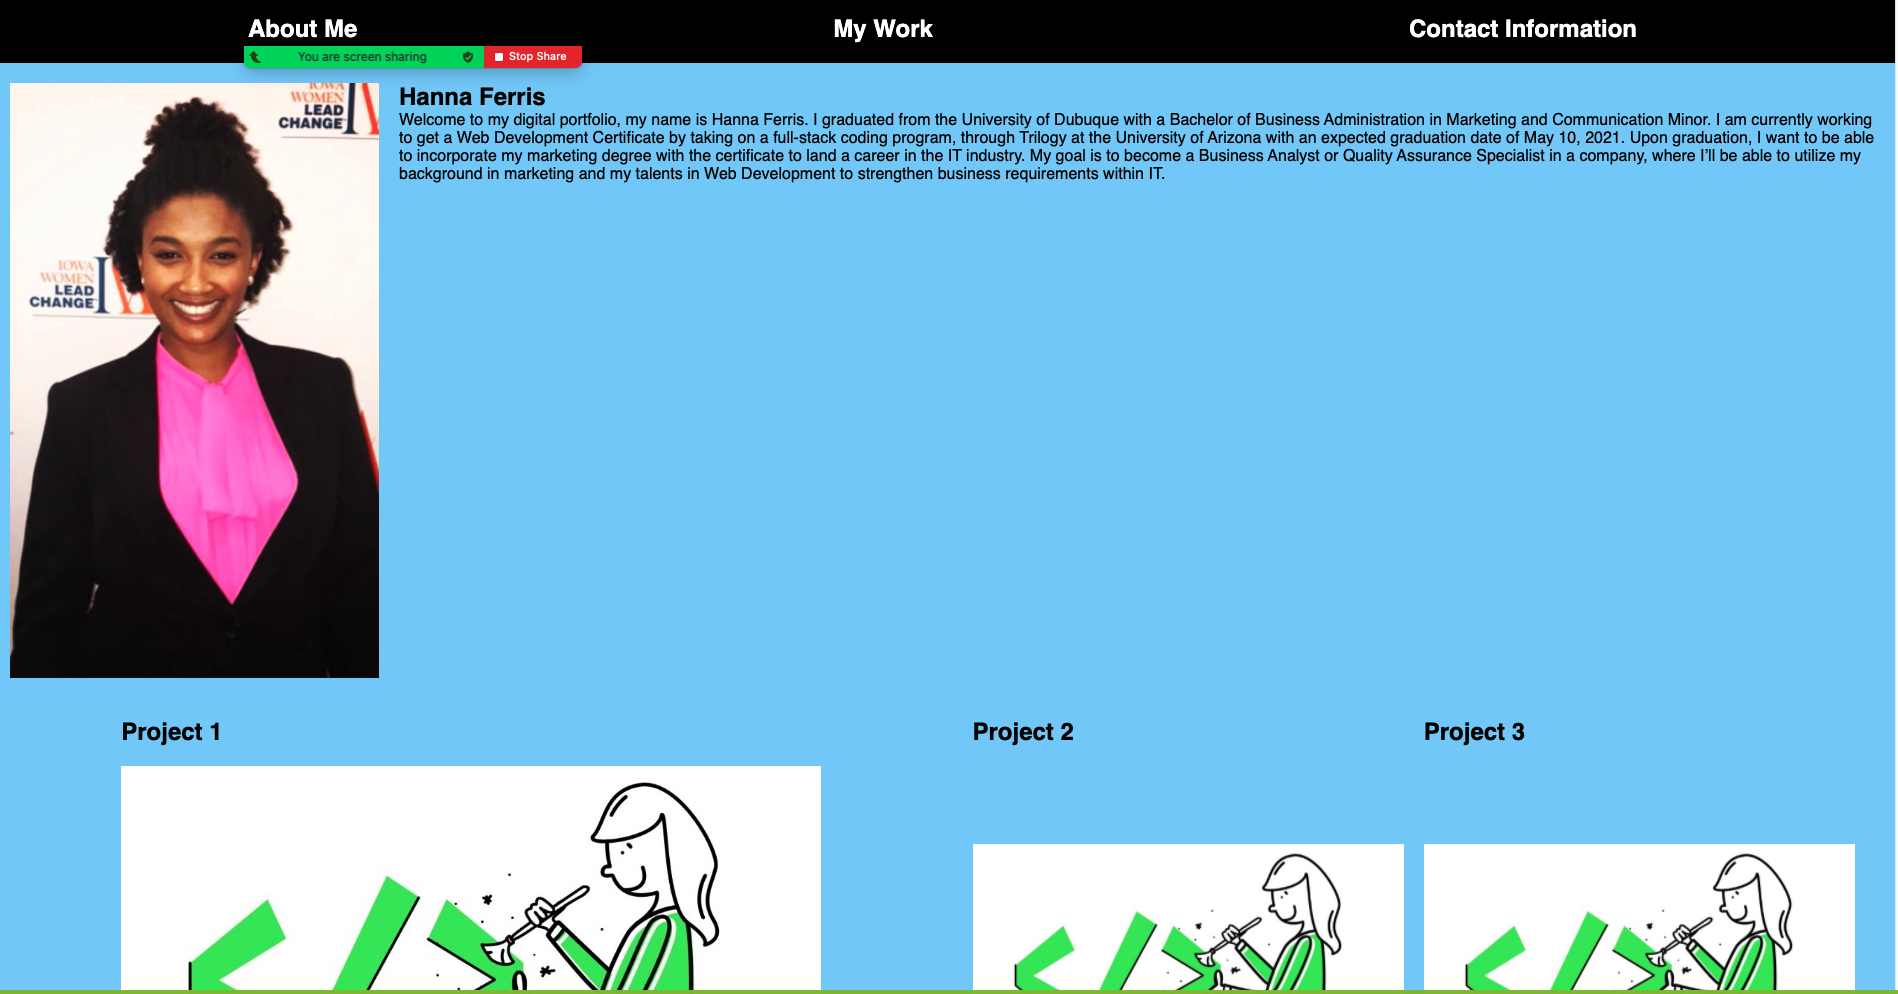 About Me
My Work
Contact Information
You are screen sharing
Stop Share
IOWA
WOMEN
LEAD
CHANGE
IOWA
WOMEN
LEAD
CHANGE
Hanna Ferris
Welcome to my digital portfolio, my name is Hanna Ferris. I graduated from the University of Dubuque with a Bachelor of Business Administration in Marketing and Communication Minor. I am currently working
to get a Web Development Certificate by taking on a full-stack coding program, through Trilogy at the University of Arizona with an expected graduation date of May 10, 2021. Upon graduation, I want to be able
to incorporate my marketing degree with the certificate to land a career in the IT industry. My goal is to become a Business Analyst or Quality Assurance Specialist in a company, where I’ll be able to utilize my
background in marketing and my talents in Web Development to strengthen business requirements within IT.
Project 1
Project 2
Project 3